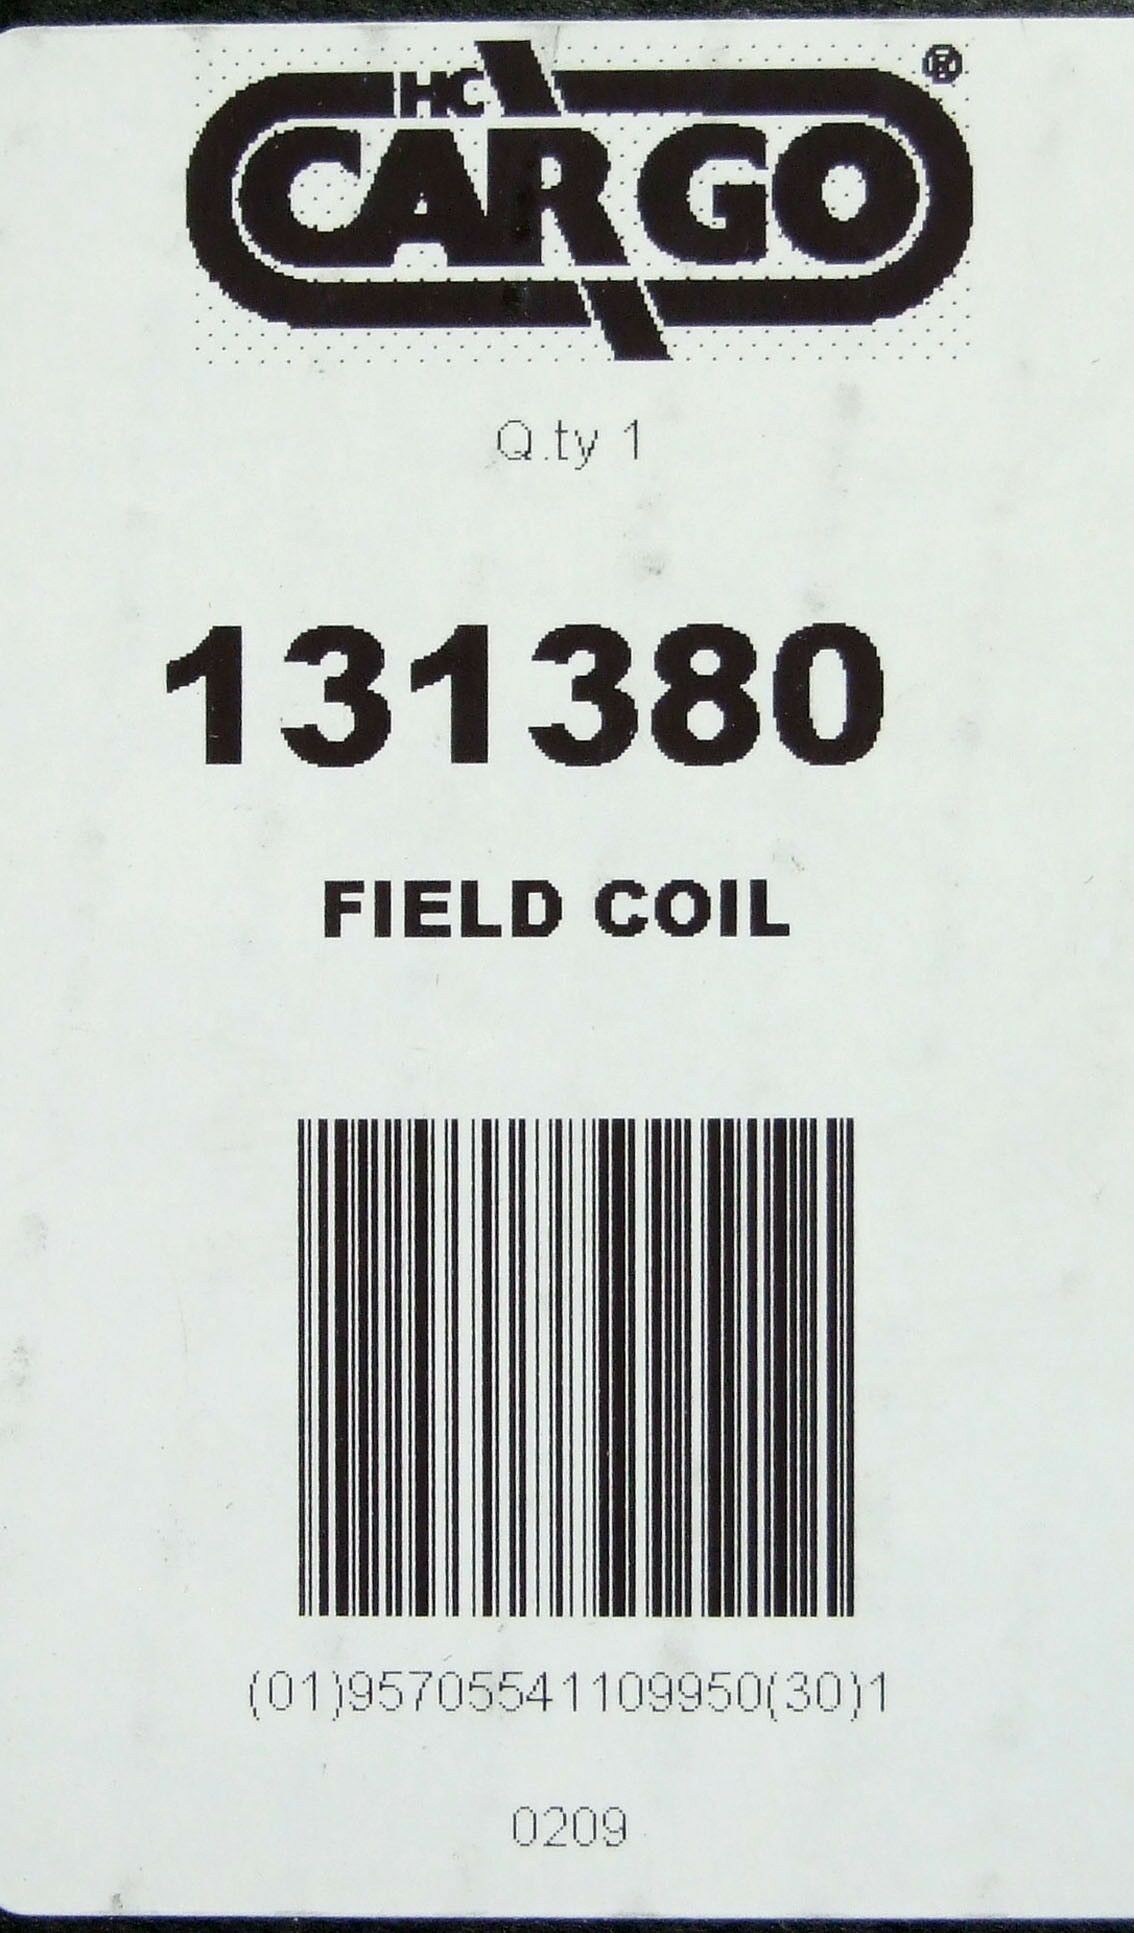 HC
CARGO ®
Q.ty 1
131380
FIELD COIL
(01)95705541109950(30)1
0209